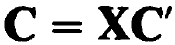 𝐂 = 𝐗𝐂′